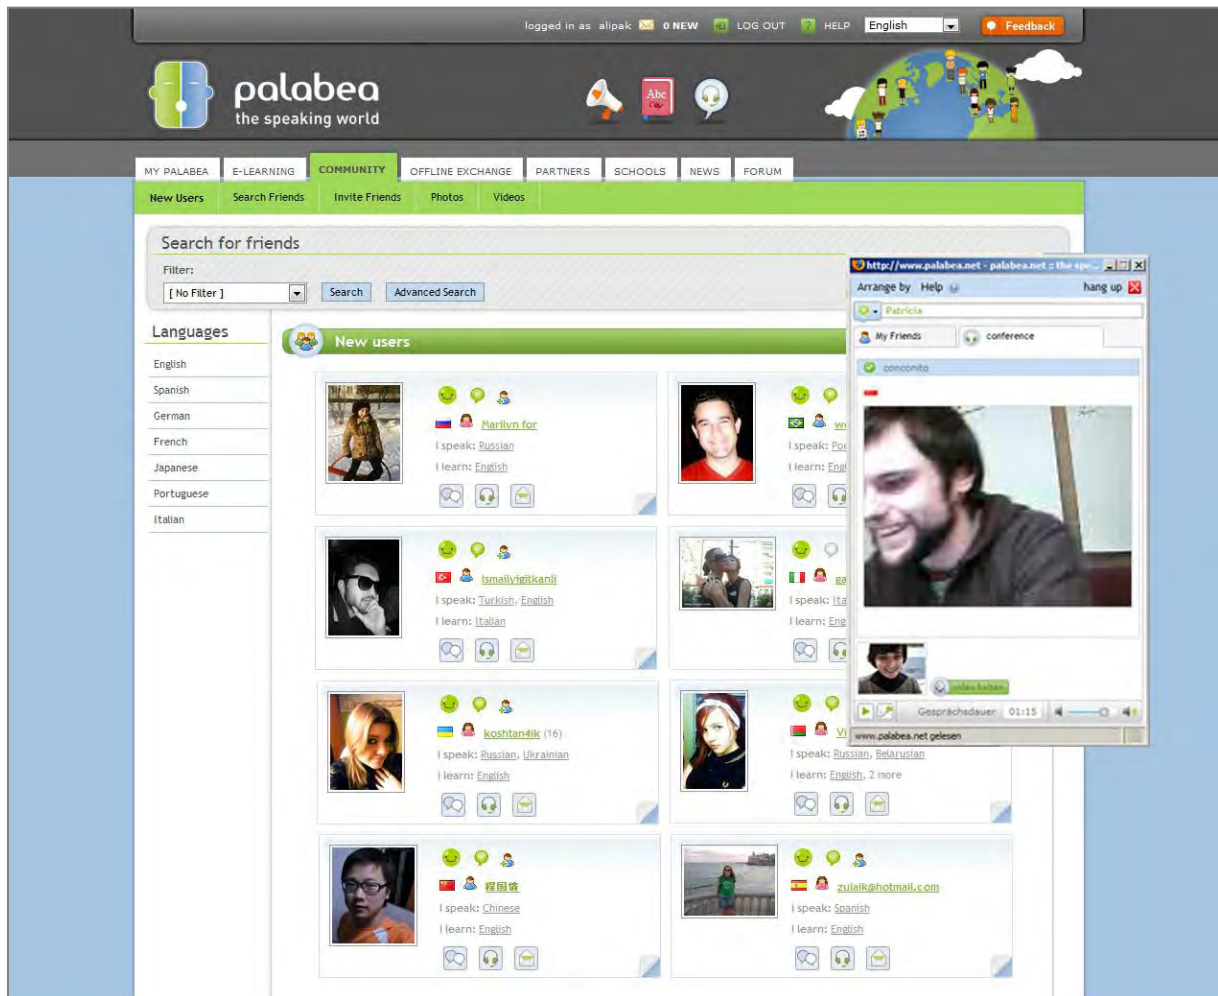 logged in as alipak 0 NEW LOG OUT HELP English Feedback
palabea
the speaking world
Abc
MY PALABEA E-LEARNING COMMUNITY OFFLINE EXCHANGE PARTNERS SCHOOLS NEWS FORUM
New Users Search Friends Invite Friends Photos Videos
Search for friends
Filter:
[ No Filter ] Search Advanced Search
Languages
English
Spanish
German
French
Japanese
Portuguese
Italian
New users
Marilyn for
I speak: Russian
I learn: English
I speak:
I learn:
Ismailyigitkanli
I speak: Turkish, English
I learn: Italian
I speak:
I learn:
koshtan4ik (16)
I speak: Russian, Ukrainian
I learn: English
I speak: Russian, Belarusian
I learn: English, 2 more
I speak: Chinese
I learn: English
zulaik@hotmail.com
I speak: Spanish
I learn: English
http://www.palabea.net - palabea.net :: the spe...
Arrange by Help hang up
Patricia
My Friends conference
conconito
Gesprächsdauer 01:15
www.palabea.net gelesen